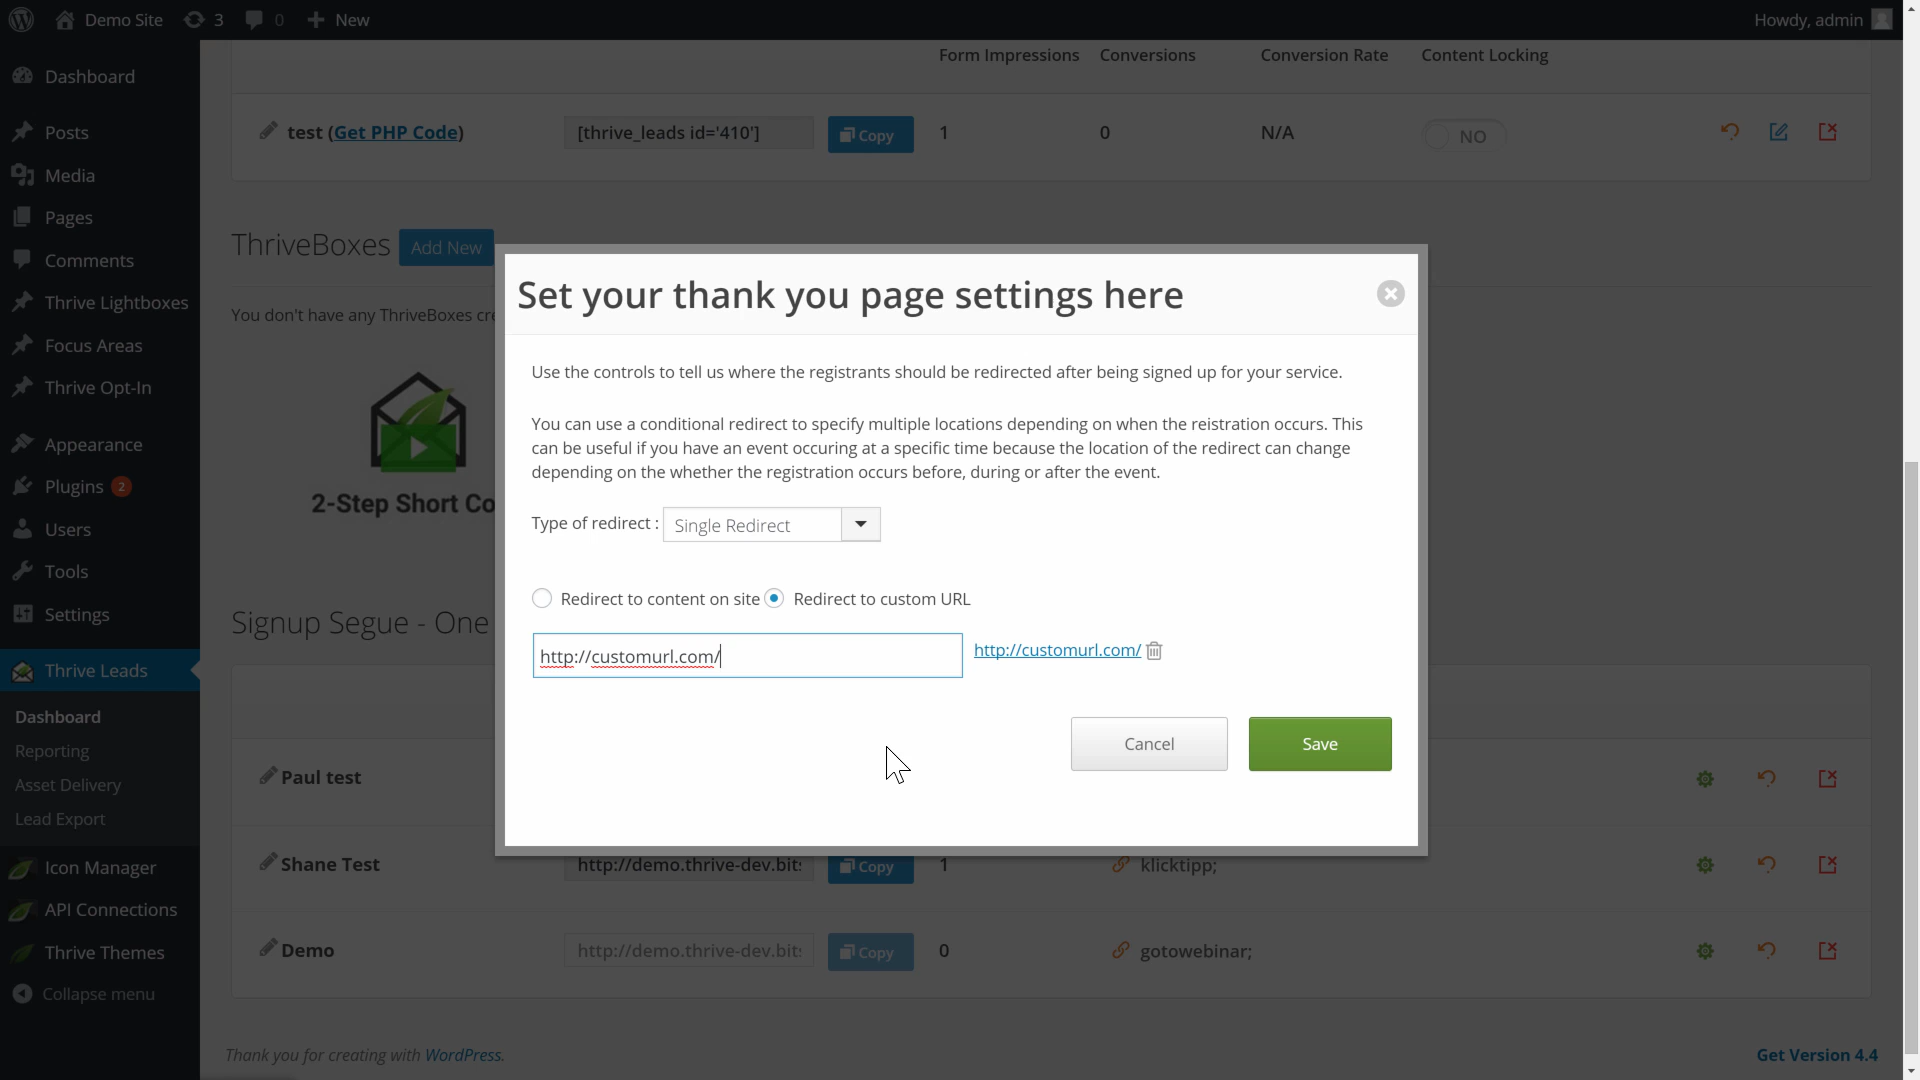 Demo Site 3 0 New Howdy, admin
Dashboard
Posts
Media
Pages
Comments
Thrive Lightboxes
Focus Areas
Thrive Opt-In
Appearance
Plugins 2
Users
Tools
Settings
Thrive Leads
Dashboard
Reporting
Asset Delivery
Lead Export
Icon Manager
API Connections
Thrive Themes
Collapse menu
Form Impressions Conversions Conversion Rate Content Locking
test (Get PHP Code) [thrive_leads id='410'] Copy 1 0 N/A NO
ThriveBoxes Add New
You don't have any ThriveBoxes cre
2-Step Short Co
Set your thank you page settings here
Use the controls to tell us where the registrants should be redirected after being signed up for your service.
You can use a conditional redirect to specify multiple locations depending on when the reistration occurs. This
can be useful if you have an event occuring at a specific time because the location of the redirect can change
depending on the whether the registration occurs before, during or after the event.
Type of redirect : Single Redirect
Redirect to content on site Redirect to custom URL
http://customurl.com/ http://customurl.com/
Cancel Save
Signup Segue - One
Paul test
Shane Test http://demo.thrive-dev.bit: Copy 1 klicktipp;
Demo http://demo.thrive-dev.bit: Copy 0 gotowebinar;
Thank you for creating with WordPress. Get Version 4.4